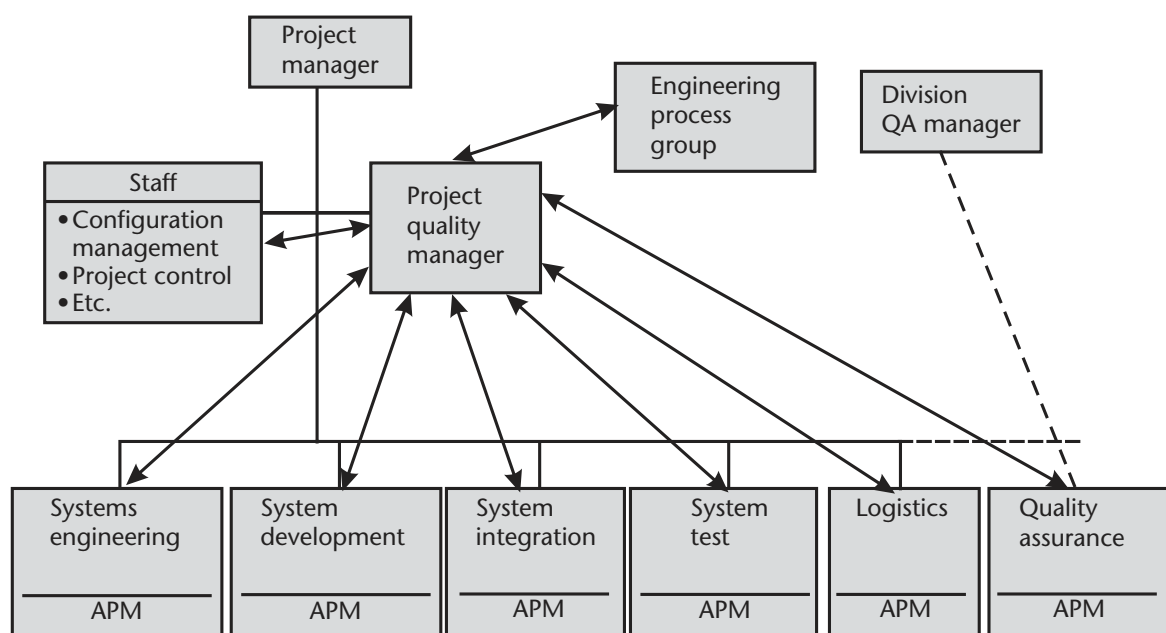 Project
manager
Engineering
process
group
Division
QA manager
Staff
•Configuration
management
•Project control
•Etc.
Project
quality
manager
Systems
engineering
APM
System
development
APM
System
integration
APM
System
test
APM
Logistics
APM
Quality
assurance
APM